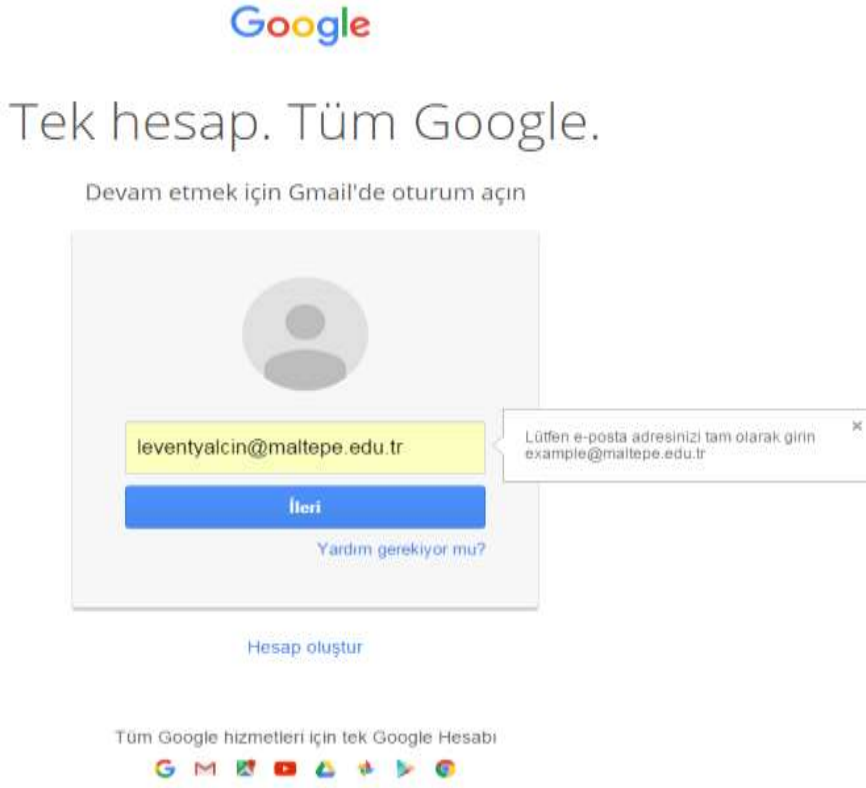 Google
Tek hesap. Tüm Google.
Devam etmek için Gmail'de oturum açın
leventyalcin@maltepe.edu.tr
Lütfen e-posta adresinizi tam olarak girin
example@maltepe.edu.tr
İleri
Yardım gerekiyor mu?
Hesap oluştur
Tüm Google hizmetleri için tek Google Hesabı